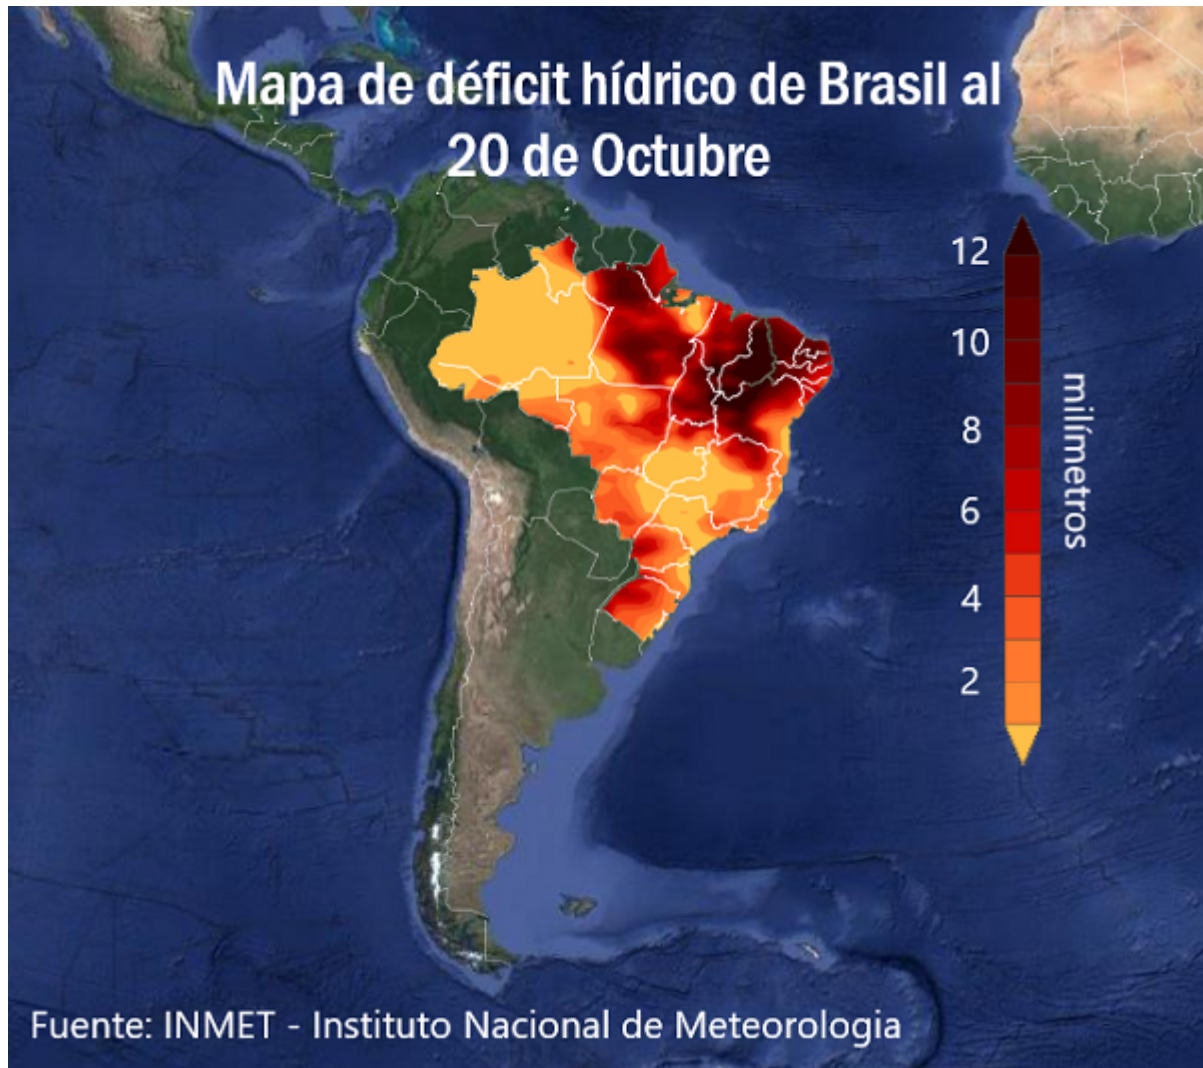 Mapa de déficit hídrico de Brasil al
20 de Octubre
12
10
8
6
4
2
milímetros
Fuente: INMET - Instituto Nacional de Meteorologia